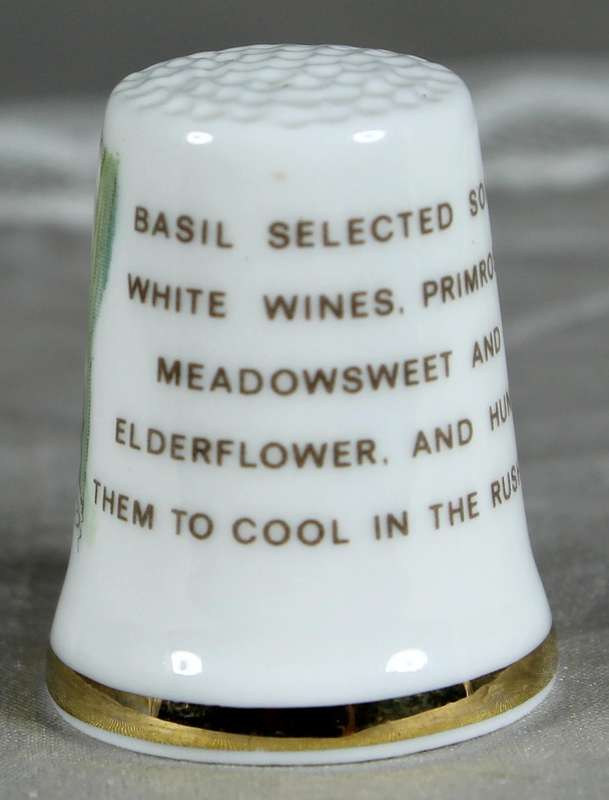 BASIL SELECTED
WHITE WINES.
MEADOWSWEET AND
ELDERFLOWER. AND
THEM TO COOL IN THE